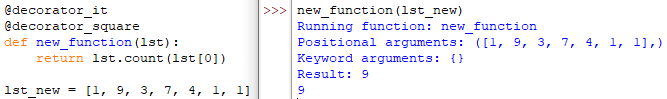 @decorator_it
@decorator_square
def new_function(lst):
    return lst.count(lst[0])

lst_new = [1, 9, 3, 7, 4, 1, 1]
>>> new_function(lst_new)
Running function: new_function
Positional arguments: ([1, 9, 3, 7, 4, 1, 1],)
Keyword arguments: {}
Result: 9
9